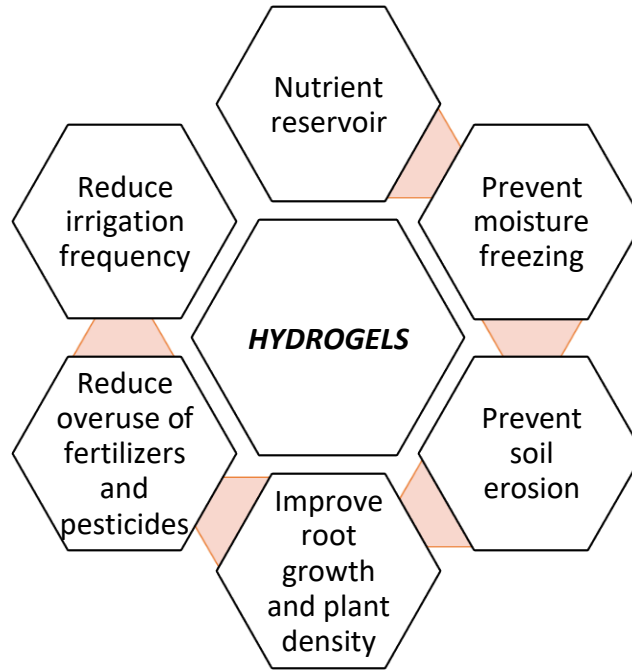 Nutrient
reservoir
Prevent
moisture
freezing
Prevent
soil
erosion
Improve
root
growth
and plant
density
Reduce
overuse of
fertilizers
and
pesticides
Reduce
irrigation
frequency
HYDROGELS